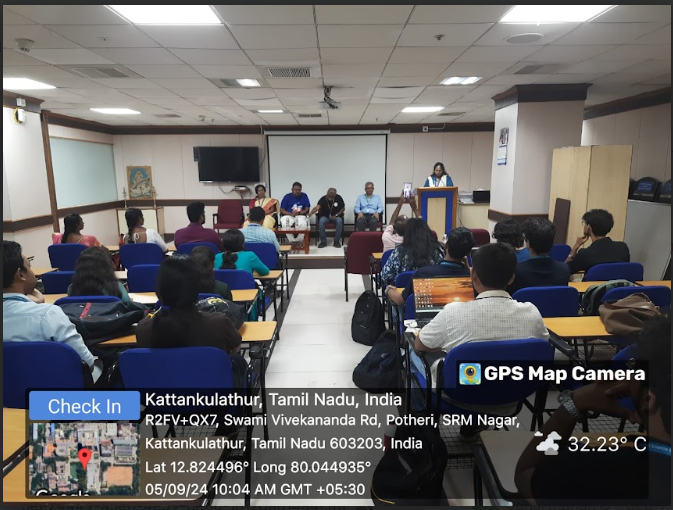 GPS Map Camera
Check In
Kattankulathur, Tamil Nadu, India
R2FV+QX7, Swami Vivekananda Rd, Potheri, SRM Nagar,
Kattankulathur, Tamil Nadu 603203, India
Lat 12.824496° Long 80.044935°
05/09/24 10:04 AM GMT +05:30
32.23° C
Google